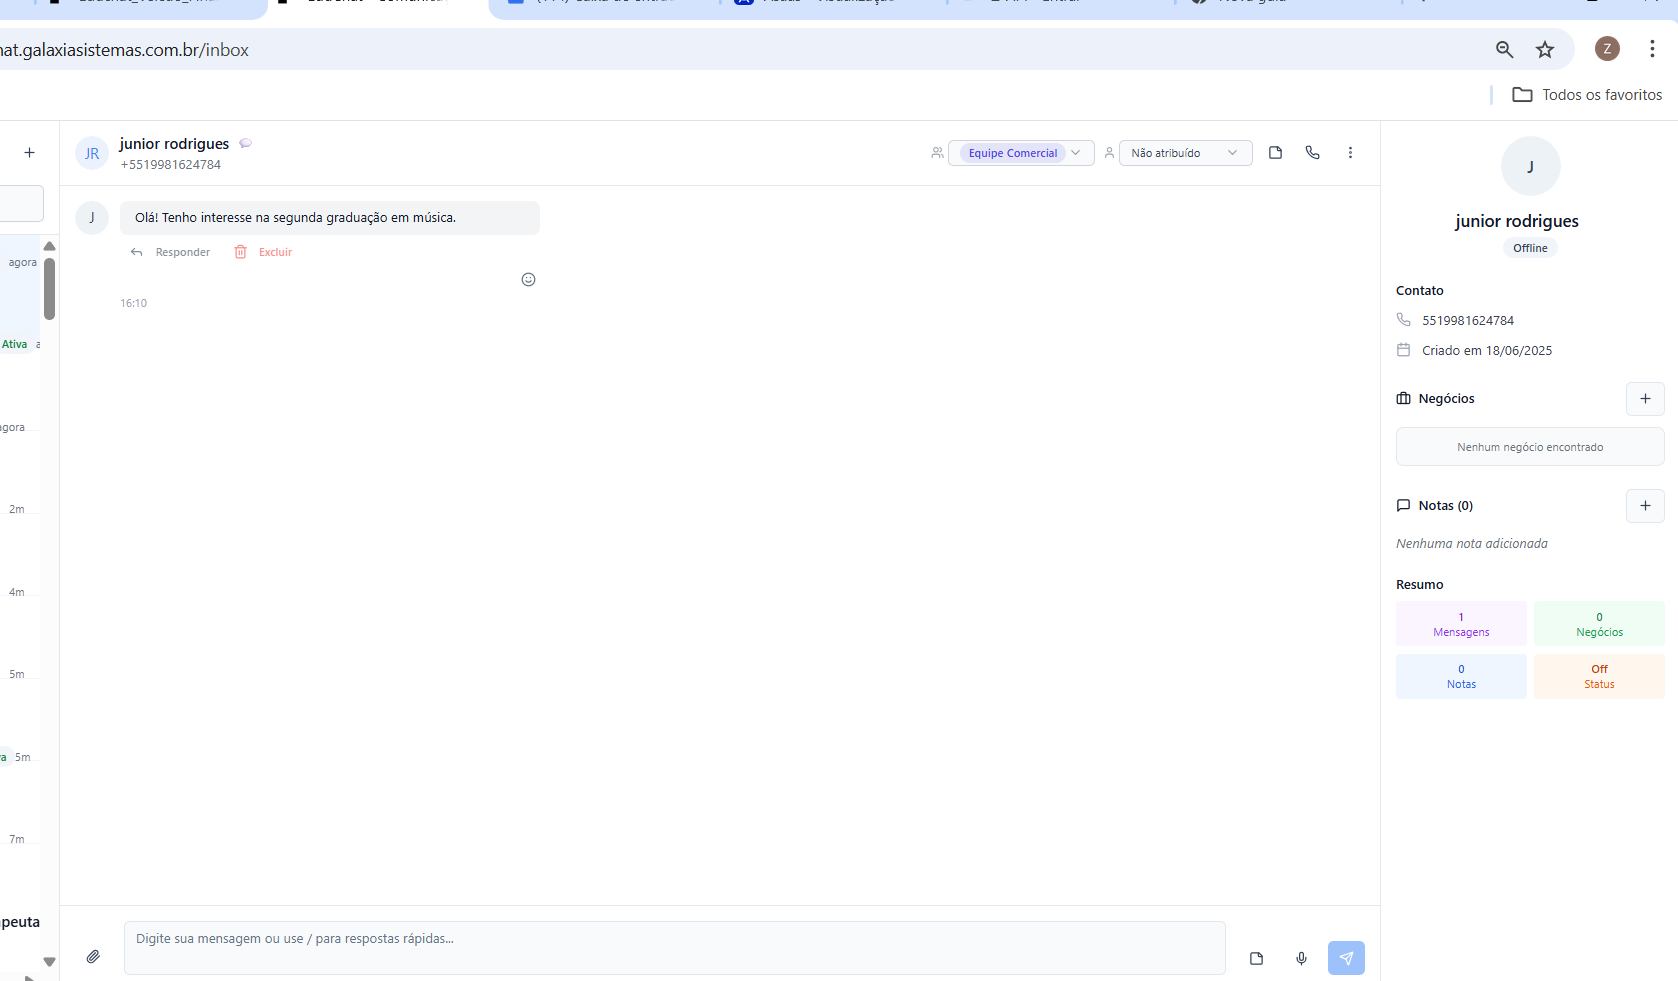 nat.galaxiasistemas.com.br/inbox
Z
Todos os favoritos
agora
Ativa
agora
2m
4m
5m
5m
7m
JR
junior rodrigues
+5519981624784
Equipe Comercial
Não atribuído
J
Olá! Tenho interesse na segunda graduação em música.
Responder
Excluir
16:10
Digite sua mensagem ou use / para respostas rápidas...
J
junior rodrigues
Offline
Contato
5519981624784
Criado em 18/06/2025
Negócios
Nenhum negócio encontrado
Notas (0)
Nenhuma nota adicionada
Resumo
1
Mensagens
0
Negócios
0
Notas
Off
Status